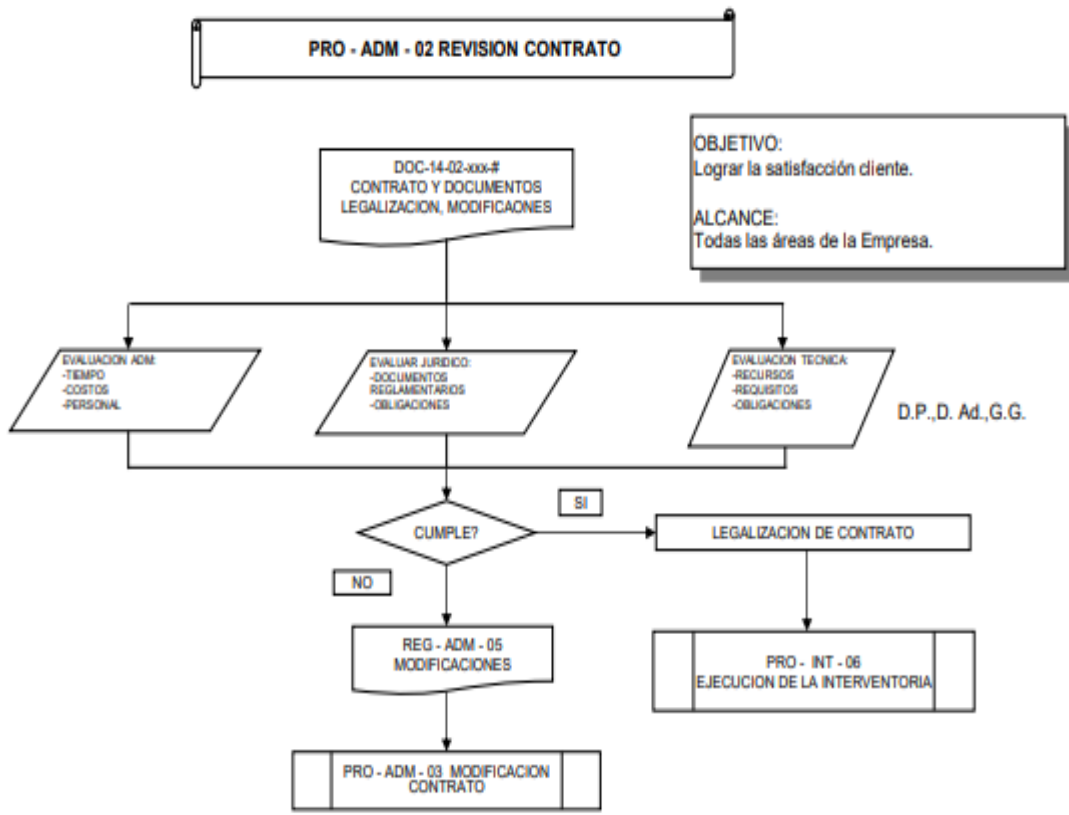 PRO - ADM - 02 REVISION CONTRATO
OBJETIVO:
Lograr la satisfacción cliente.
ALCANCE:
Todas las áreas de la Empresa.
DOC-14-02-xxx-#
CONTRATO Y DOCUMENTOS
LEGALIZACION, MODIFICAONES
EVALUACION ADM:
-TIEMPO
-COSTOS
-PERSONAL
EVALUAR JURIDICO:
-DOCUMENTOS
REGLAMENTARIOS
-OBLIGACIONES
EVALUACION TECNICA:
-RECURSOS
-REQUISITOS
-OBLIGACIONES
D.P.,D. Ad.,G.G.
CUMPLE?
SI
LEGALIZACION DE CONTRATO
NO
REG - ADM - 05
MODIFICACIONES
PRO - INT - 06
EJECUCION DE LA INTERVENTORIA
PRO - ADM - 03 MODIFICACION
CONTRATO